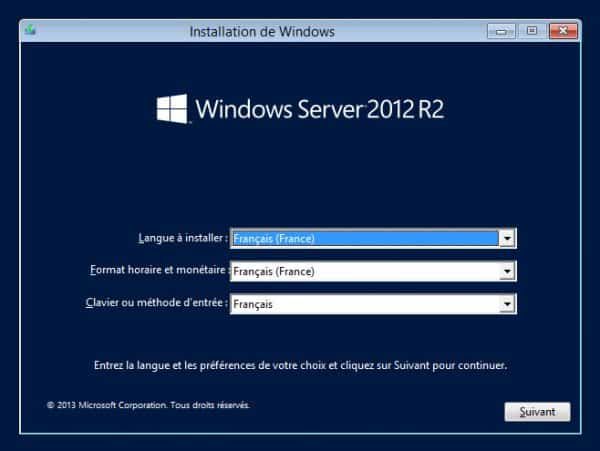 Installation de Windows
Windows Server 2012 R2
Langue à installer : Français (France)
Format horaire et monétaire : Français (France)
Clavier ou méthode d'entrée : Français
Entrez la langue et les préférences de votre choix et cliquez sur Suivant pour continuer.
© 2013 Microsoft Corporation. Tous droits réservés.
Suivant